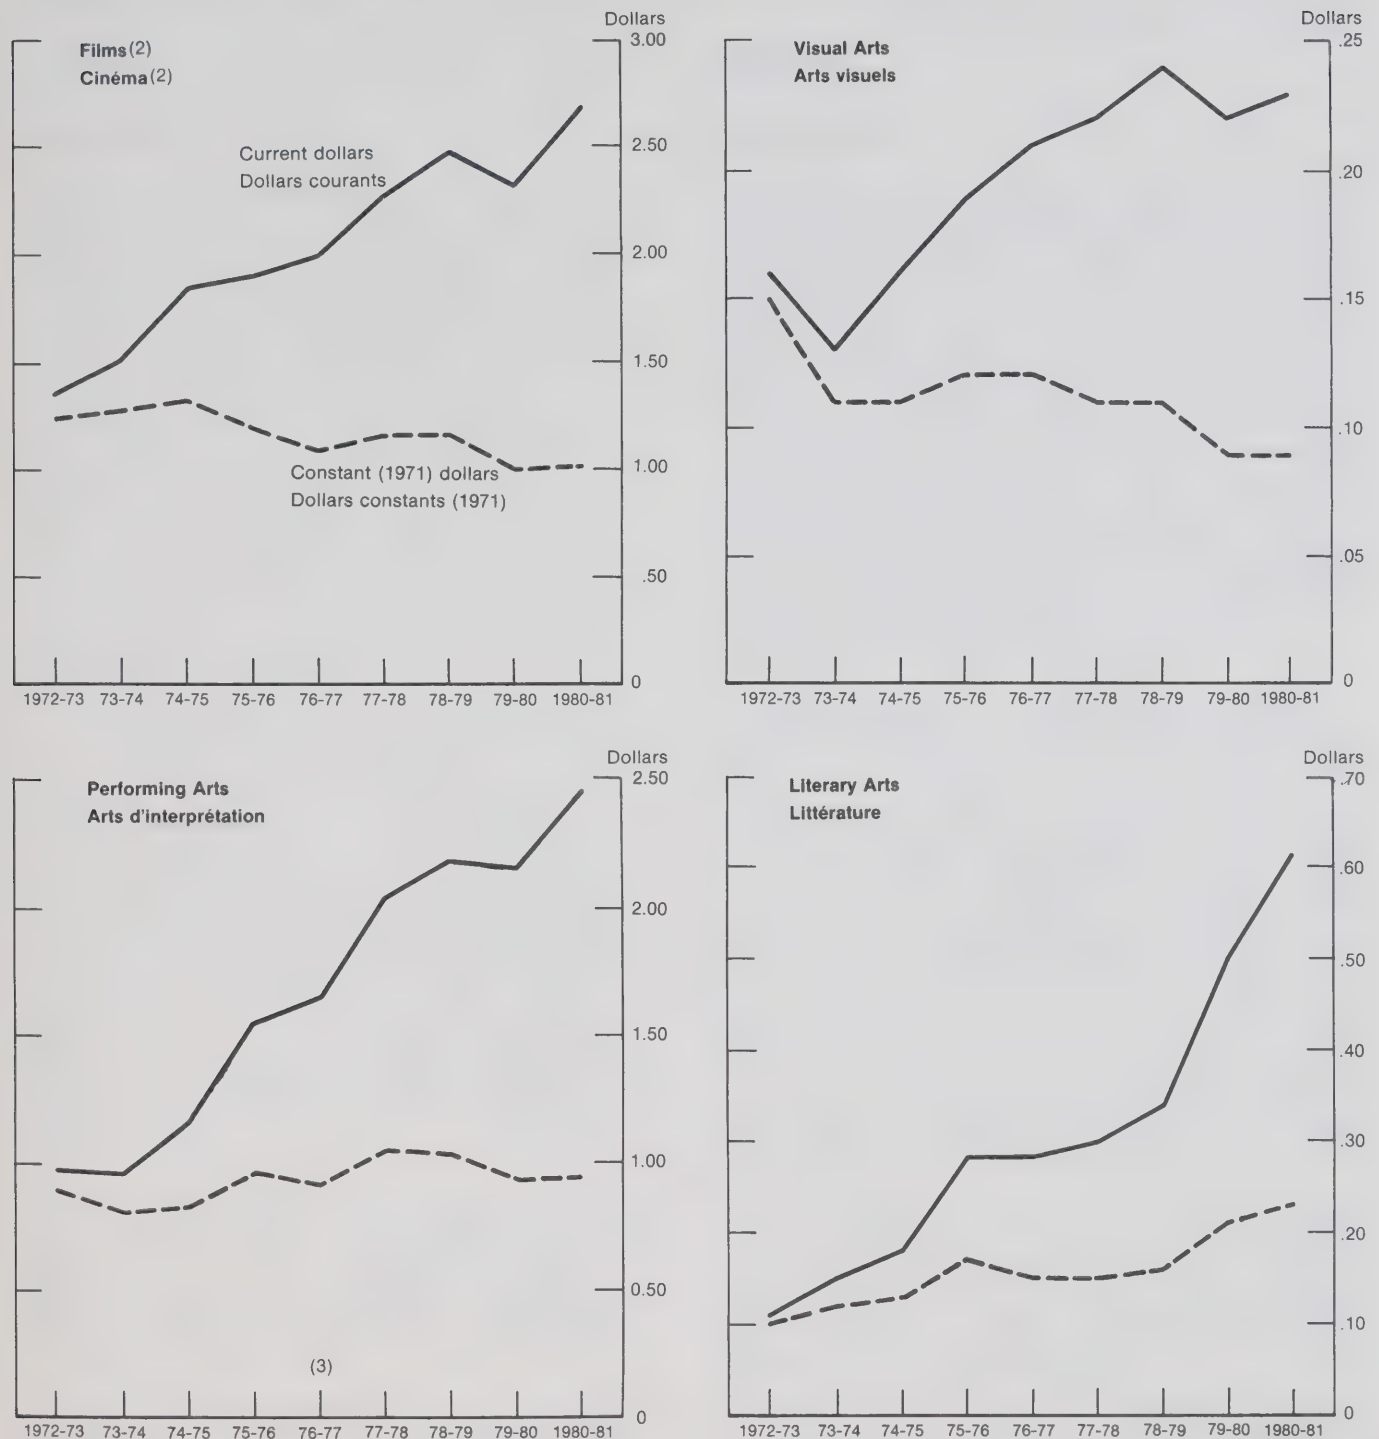 Dollars
Films(2)
Cinéma(2)
3.00
2.50
2.00
1.50
1.00
.50
0
Current dollars
Dollars courants
Constant (1971) dollars
Dollars constants (1971)
1972-73 73-74 74-75 75-76 76-77 77-78 78-79 79-80 1980-81
Dollars
Visual Arts
Arts visuels
.25
.20
.15
.10
.05
0
1972-73 73-74 74-75 75-76 76-77 77-78 78-79 79-80 1980-81
Dollars
Performing Arts
Arts d'interprétation
2.50
2.00
1.50
1.00
0.50
0
(3)
1972-73 73-74 74-75 75-76 76-77 77-78 78-79 79-80 1980-81
Dollars
Literary Arts
Littérature
.70
.60
.50
.40
.30
.20
.10
0
1972-73 73-74 74-75 75-76 76-77 77-78 78-79 79-80 1980-81